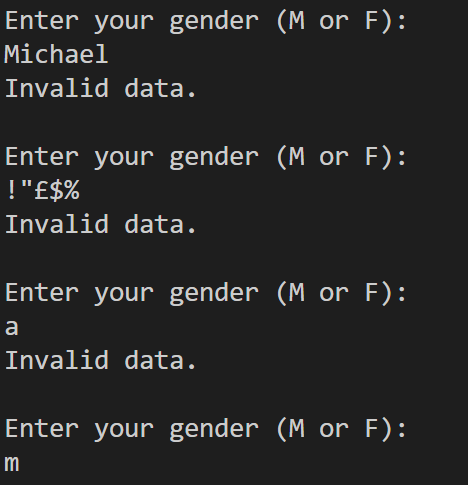 Enter your gender (M or F):
Michael
Invalid data.
Enter your gender (M or F):
!"£$%
Invalid data.
Enter your gender (M or F):
a
Invalid data.
Enter your gender (M or F):
m